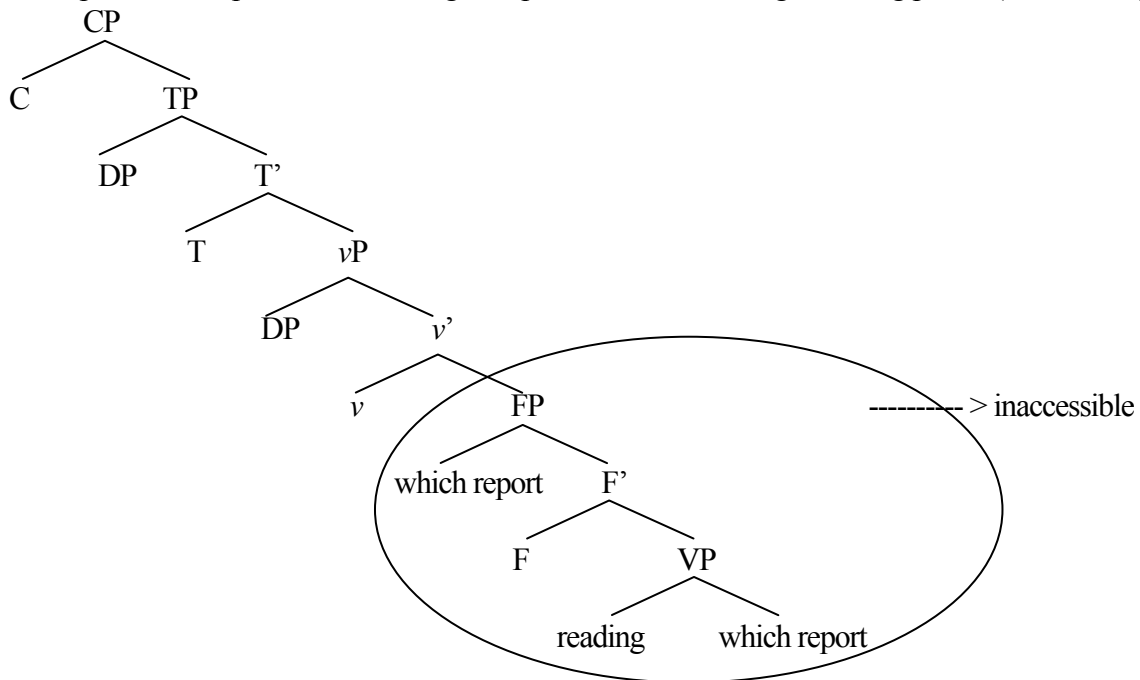 CP
C TP
DP T’
T vP
DP v’
v FP
---------- > inaccessible
which report F’
F VP
reading which report